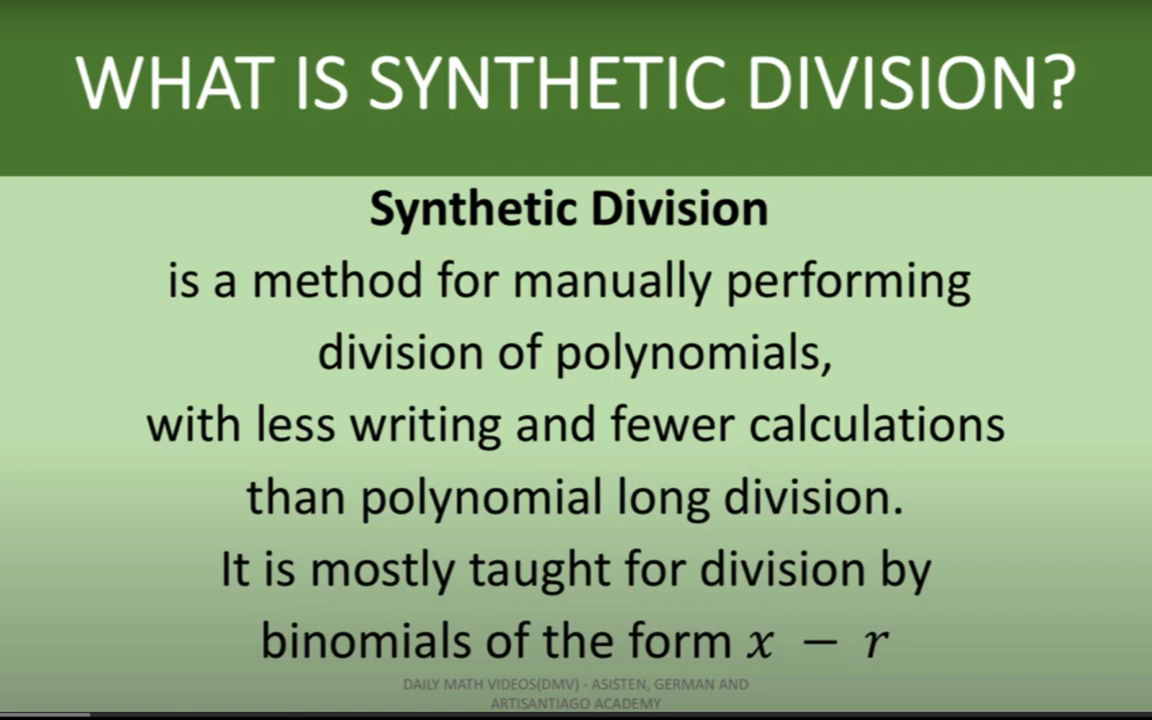 WHAT IS SYNTHETIC DIVISION?
Synthetic Division
is a method for manually performing
division of polynomials,
with less writing and fewer calculations
than polynomial long division.
It is mostly taught for division by
binomials of the form x − r
DAILY MATH VIDEOS(DMV) - ASISTEN, GERMAN AND
ARTISANTIAGO ACADEMY